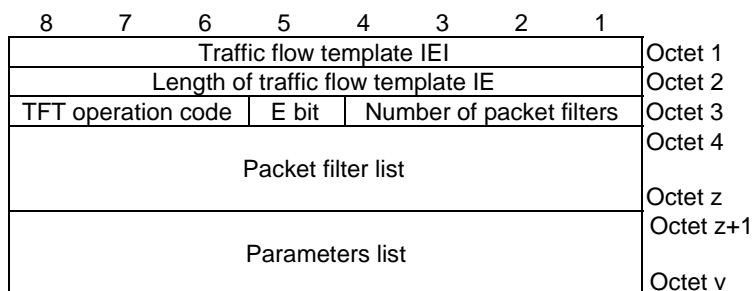 8 7 6 5 4 3 2 1
Traffic flow template IEI Octet 1
Length of traffic flow template IE Octet 2
TFT operation code E bit Number of packet filters Octet 3
Octet 4
Packet filter list
Octet z
Octet z+1
Parameters list
Octet v